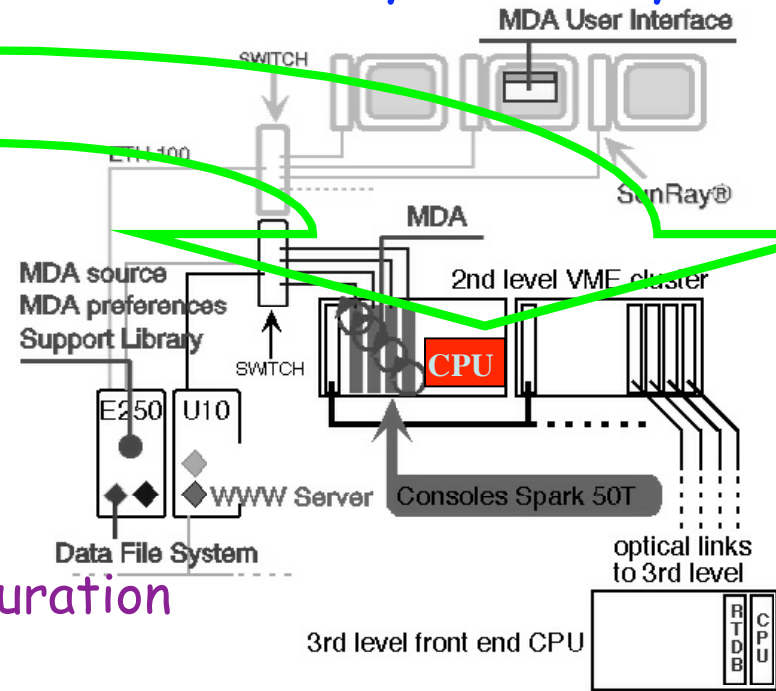 MDA User Interface
SWITCH
ETH 100
SunRay®
MDA
MDA source
MDA preferences
Support Library
2nd level VME cluster
SWITCH
CPU
E250
U10
WWW Server
Consoles Spark 50T
Data File System
optical links
to 3rd level
uration
3rd level front end CPU
RTDB
CPU